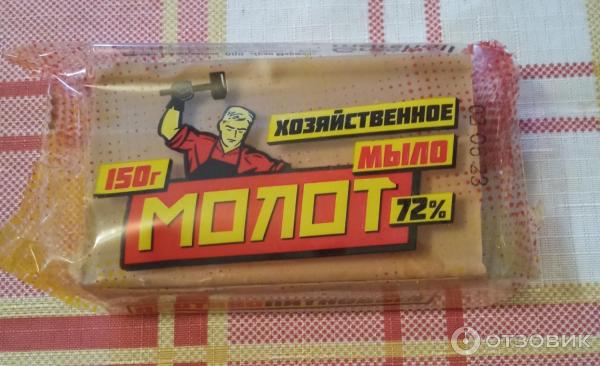 ХОЗЯЙСТВЕННОЕ
МЫЛО
150г
МОЛОТ
72%
ОТЗОВИК